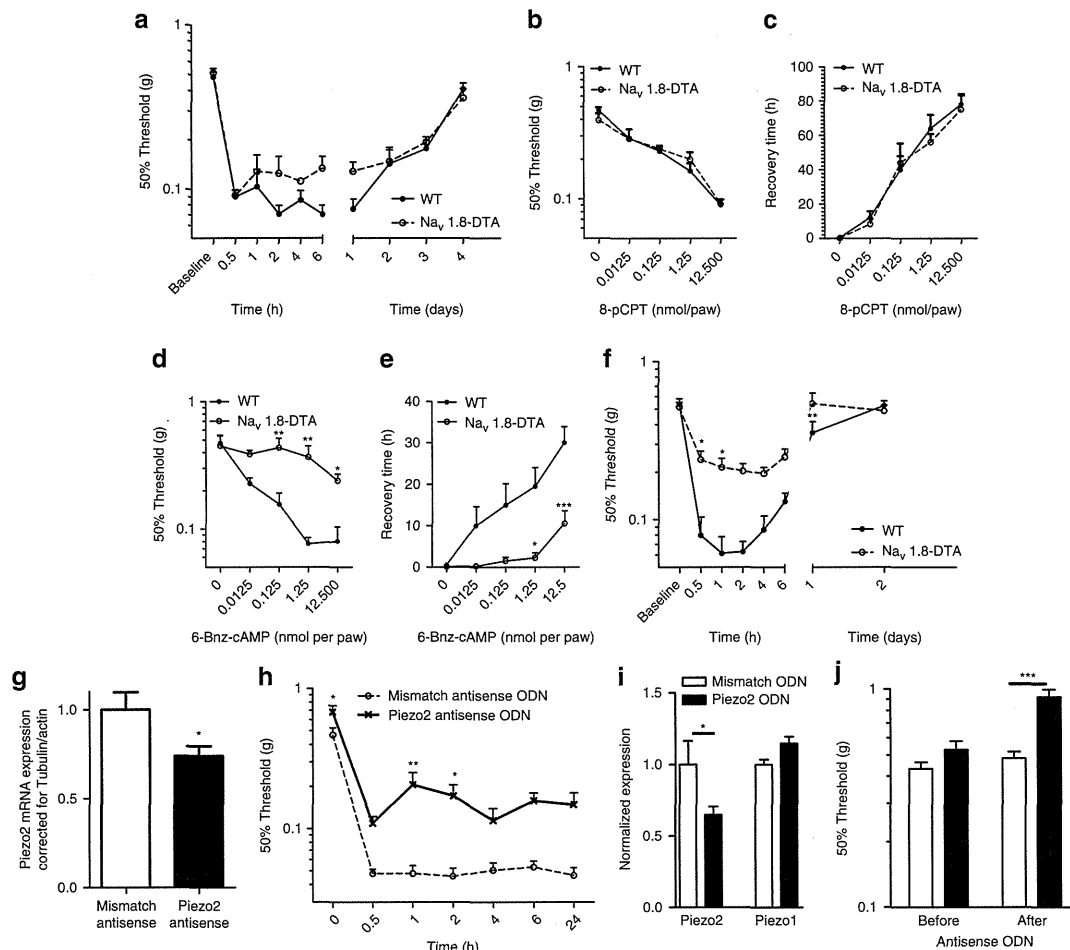 a
1
0.1
50% Threshold (g)
WT
Nav 1.8-DTA
Baseline
0.5
1
2
4
6
1
2
3
4
Time (h)
Time (days)
b
1
0.1
50% Threshold (g)
WT
Nav 1.8-DTA
0
0.0125
0.125
1.25
12.500
8-pCPT (nmol/paw)
c
100
80
60
40
20
0
Recovery time (h)
WT
Nav 1.8-DTA
0
0.0125
0.125
1.25
12.500
8-pCPT (nmol/paw)
d
1
0.1
50% Threshold (g)
WT
Nav 1.8-DTA
**
**
*
0
0.0125
0.125
1.25
12.500
6-Bnz-cAMP (nmol per paw)
e
40
30
20
10
0
Recovery time (h)
WT
Nav 1.8-DTA
*
***
0
0.0125
0.125
1.25
12.5
6-Bnz-cAMP (nmol per paw)
f
1
0.1
50% Threshold (g)
*
*
**
WT
Nav 1.8-DTA
Baseline
0.5
1
2
4
6
1
2
Time (h)
Time (days)
g
1.0
0.5
0.0
Piezo2 mRNA expression
corrected for Tubulin/actin
*
Mismatch
antisense
Piezo2
antisense
h
1
0.1
50% Threshold (g)
Mismatch antisense ODN
Piezo2 antisense ODN
*
**
*
0
0.5
1
2
4
6
24
Time (h)
i
1.5
1.0
0.5
0.0
Normalized expression
Mismatch ODN
Piezo2 ODN
*
Piezo2
Piezo1
j
1
0.1
50% Threshold (g)
***
Before
After
Antisense ODN